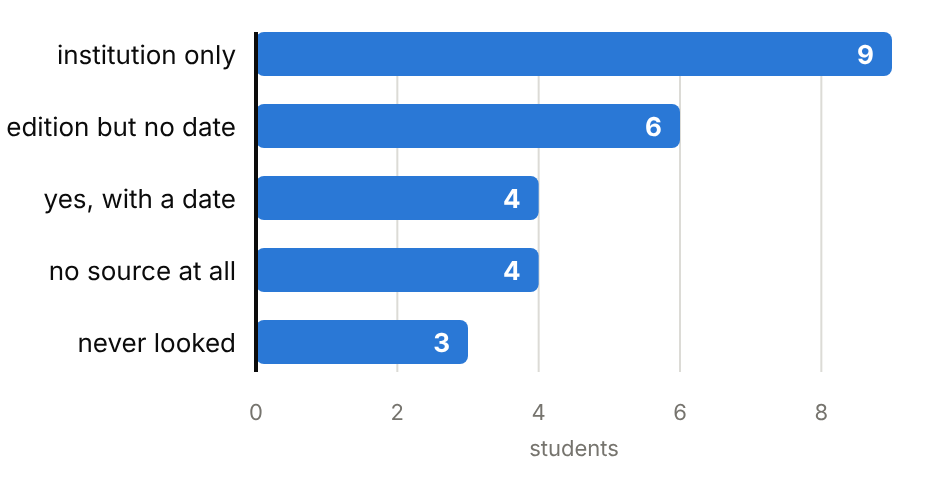 institution only 9
edition but no date 6
yes, with a date 4
no source at all 4
never looked 3
0 2 4 6 8
students